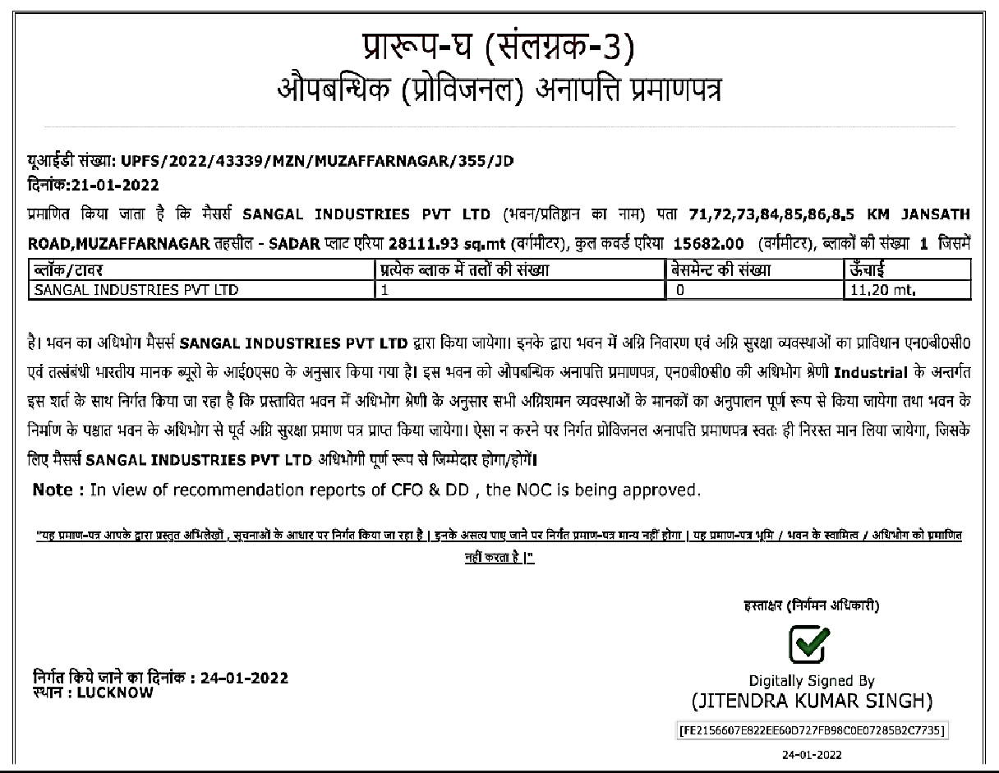 प्रारूप-घ (संलग्नक-3)
औपबन्धिक (प्रोविजनल) अनापत्ति प्रमाणपत्र
यूआईडी संख्या: UPFS/2022/43339/MZN/MUZAFFARNAGAR/355/JD
दिनांक:21-01-2022
प्रमाणित किया जाता है कि मैसर्स SANGAL INDUSTRIES PVT LTD (भवन/प्रतिष्ठान का नाम) पता 71,72,73,84,85,86,8.5 KM JANSATH
ROAD,MUZAFFARNAGAR तहसील - SADAR प्लाट एरिया 28111.93 sq.mt (वर्गमीटर), कुल कवर्ड एरिया 15682.00 (वर्गमीटर), ब्लाकों की संख्या 1 जिसमें
ब्लॉक/टावर प्रत्येक ब्लाक में तलों की संख्या बेसमेन्ट की संख्या ऊँचाई
SANGAL INDUSTRIES PVT LTD 1 0 11.20 mt.
है। भवन का अधिभोग मैसर्स SANGAL INDUSTRIES PVT LTD द्वारा किया जायेगा। इनके द्वारा भवन में अग्नि निवारण एवं अग्नि सुरक्षा व्यवस्थाओं का प्राविधान एन0बी0सी0
एवं तत्संबंधी भारतीय मानक ब्यूरो के आई0एस0 के अनुसार किया गया है। इस भवन को औपबन्धिक अनापत्ति प्रमाणपत्र, एन0बी0सी0 की अधिभोग श्रेणी Industrial के अन्तर्गत
इस शर्त के साथ निर्गत किया जा रहा है कि प्रस्तावित भवन में अधिभोग श्रेणी के अनुसार सभी अग्निशमन व्यवस्थाओं के मानकों का अनुपालन पूर्ण रूप से किया जायेगा तथा भवन के
निर्माण के पश्चात भवन के अधिभोग से पूर्व अग्नि सुरक्षा प्रमाण पत्र प्राप्त किया जायेगा। ऐसा न करने पर निर्गत प्रोविजनल अनापत्ति प्रमाणपत्र स्वतः ही निरस्त मान लिया जायेगा, जिसके
लिए मैसर्स SANGAL INDUSTRIES PVT LTD अधिभोगी पूर्ण रूप से जिम्मेदार होगा/होगें।
Note : In view of recommendation reports of CFO & DD , the NOC is being approved.
"यह प्रमाण-पत्र आपके द्वारा प्रस्तुत अभिलेखों , सूचनाओं के आधार पर निर्गत किया जा रहा है | इनके असत्य पाए जाने पर निर्गत प्रमाण-पत्र मान्य नहीं होगा | यह प्रमाण-पत्र भूमि / भवन के स्वामित्व / अधिभोग को प्रमाणित
नहीं करता है |"
हस्ताक्षर (निर्गमन अधिकारी)
निर्गत किये जाने का दिनांक : 24-01-2022
स्थान : LUCKNOW
Digitally Signed By
(JITENDRA KUMAR SINGH)
[FE2156607E822EE60D727FB98C0E07285B2C7735]
24-01-2022